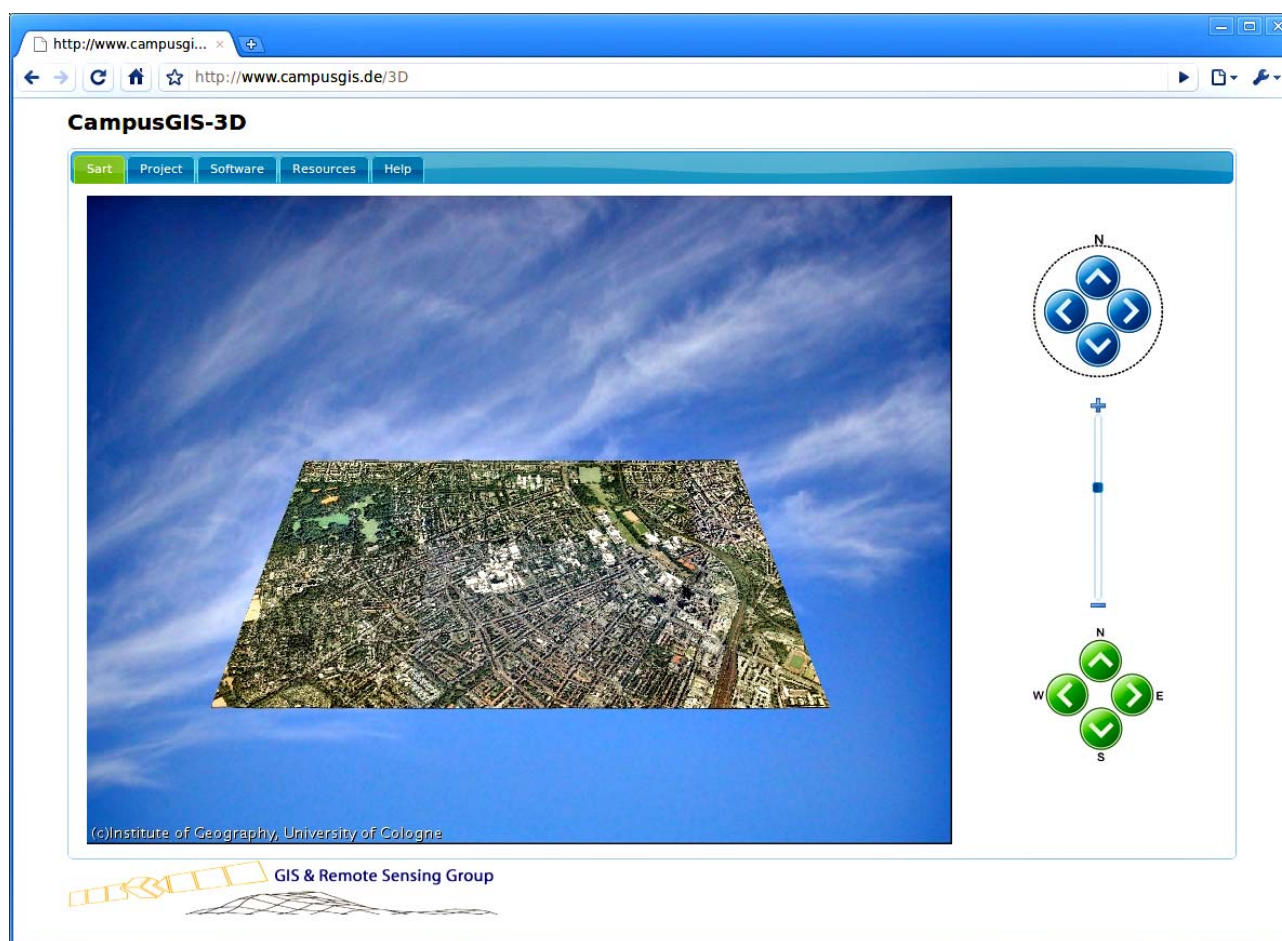 http://www.campusgi...
http://www.campusgis.de/3D
CampusGIS-3D
Sart Project Software Resources Help
N
N
W E
S
(c)Institute of Geography, University of Cologne
GIS & Remote Sensing Group